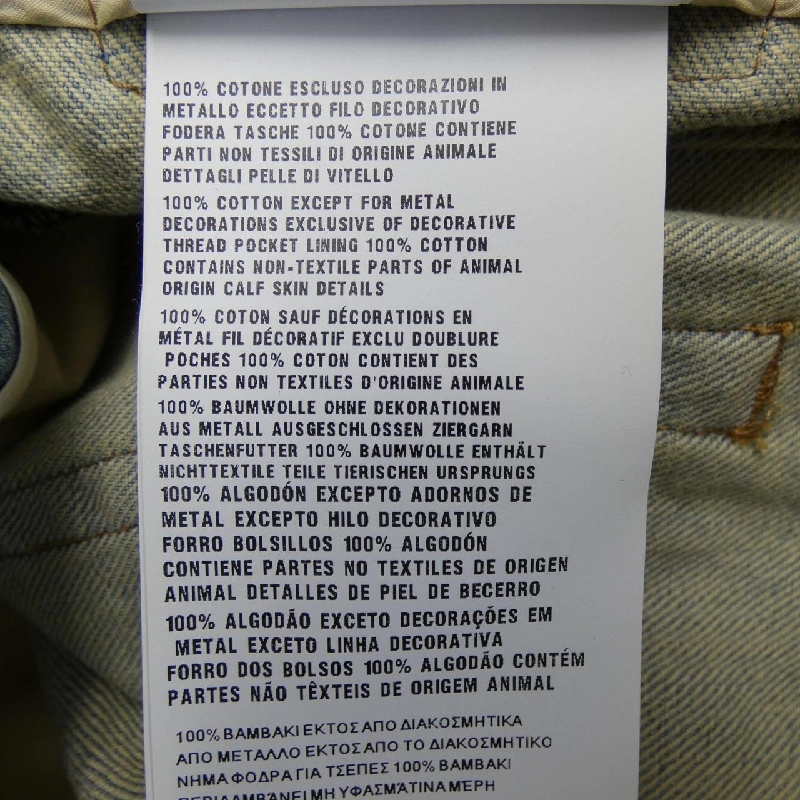 100% COTONE ESCLUSO DECORAZIONI IN
METALLO ECCETTO FILO DECORATIVO
FODERA TASCHE 100% COTONE CONTIENE
PARTI NON TESSILI DI ORIGINE ANIMALE
DETTAGLI PELLE DI VITELLO
100% COTTON EXCEPT FOR METAL
DECORATIONS EXCLUSIVE OF DECORATIVE
THREAD POCKET LINING 100% COTTON
CONTAINS NON-TEXTILE PARTS OF ANIMAL
ORIGIN CALF SKIN DETAILS
100% COTON SAUF DÉCORATIONS EN
MÉTAL FIL DÉCORATIF EXCLU DOUBLURE
POCHES 100% COTON CONTIENT DES
PARTIES NON TEXTILES D'ORIGINE ANIMALE
100% BAUMWOLLE OHNE DEKORATIONEN
AUS METALL AUSGESCHLOSSEN ZIERGARN
TASCHENFUTTER 100% BAUMWOLLE ENTHÄLT
NICHTTEXTILE TEILE TIERISCHEN URSPRUNGS
100% ALGODÓN EXCEPTO ADORNOS DE
METAL EXCEPTO HILO DECORATIVO
FORRO BOLSILLOS 100% ALGODÓN
CONTIENE PARTES NO TEXTILES DE ORIGEN
ANIMAL DETALLES DE PIEL DE BECERRO
100% ALGODÃO EXCETO DECORAÇÕES EM
METAL EXCETO LINHA DECORATIVA
FORRO DOS BOLSOS 100% ALGODÃO CONTÉM
PARTES NÃO TÊXTEIS DE ORIGEM ANIMAL
100% ΒΑΜΒΑΚΙ ΕΚΤΟΣ ΑΠΟ ΔΙΑΚΟΣΜΗΤΙΚΑ
ΑΠΟ ΜΕΤΑΛΛΟ ΕΚΤΟΣ ΑΠΟ ΤΟ ΔΙΑΚΟΣΜΗΤΙΚΟ
ΝΗΜΑ ΦΟΔΡΑ ΓΙΑ ΤΣΕΠΕΣ 100% ΒΑΜΒΑΚΙ
ΠΕΡΙΛΑΜΒΆΝΕΙ ΜΗ ΥΦΑΣΜΆΤΙΝΑ ΜΈΡΗ